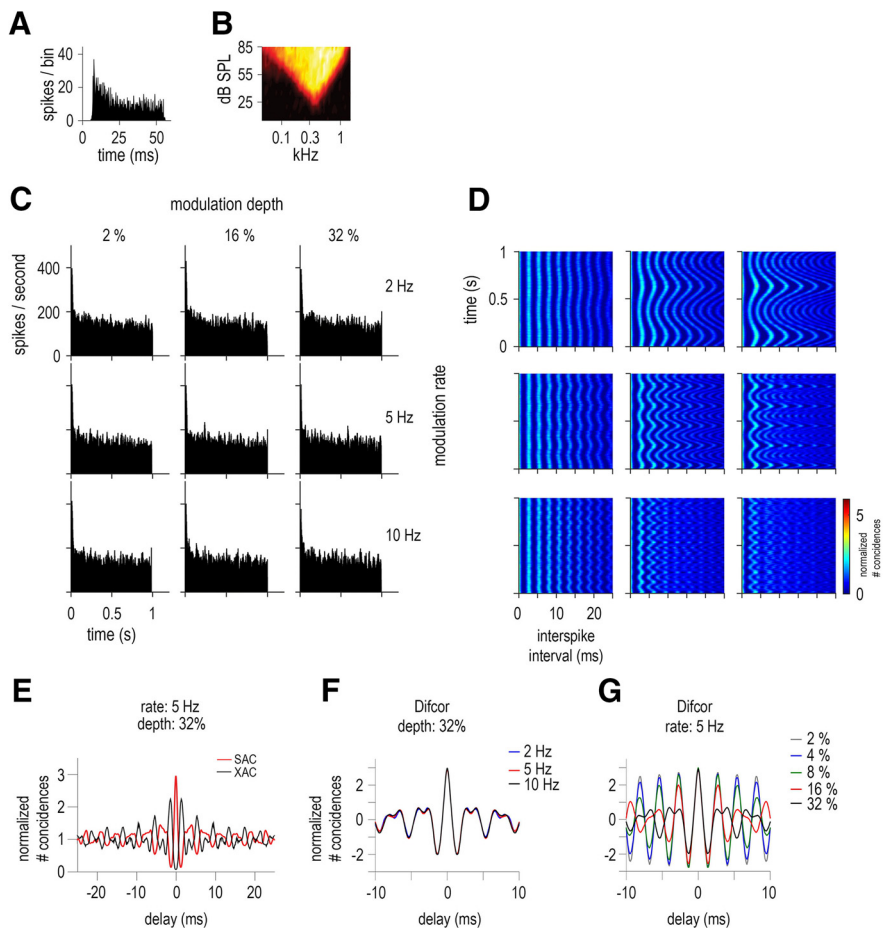 A
B
spikes / bin
40
20
0
0
25
50
time (ms)
dB SPL
85
55
25
0.1
0.3
1
kHz
C
modulation depth
2 %
16 %
32 %
spikes / second
400
200
0
2 Hz
5 Hz
10 Hz
modulation rate
0
0.5
1
time (s)
D
time (s)
1
0.5
0
0
10
20
interspike
interval (ms)
5
0
normalized
# concidences
E
rate: 5 Hz
depth: 32%
SAC
XAC
normalized
# concidences
3
2
1
0
-20
-10
0
10
20
delay (ms)
F
Difcor
depth: 32%
2 Hz
5 Hz
10 Hz
normalized
# concidences
2
0
-2
-10
0
10
delay (ms)
G
Difcor
rate: 5 Hz
2 %
4 %
8 %
16 %
32 %
2
0
-2
-10
0
10
delay (ms)